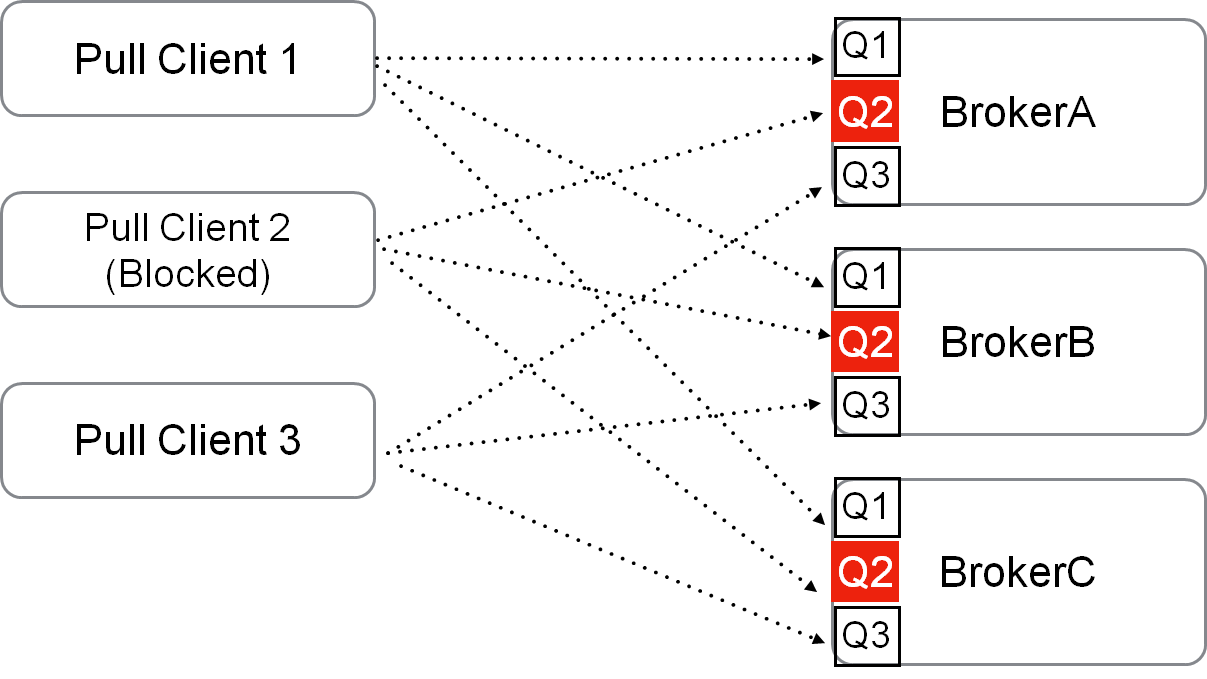 Pull Client 1
Pull Client 2
(Blocked)
Pull Client 3
Q1
Q2
Q3
BrokerA
Q1
Q2
Q3
BrokerB
Q1
Q2
Q3
BrokerC